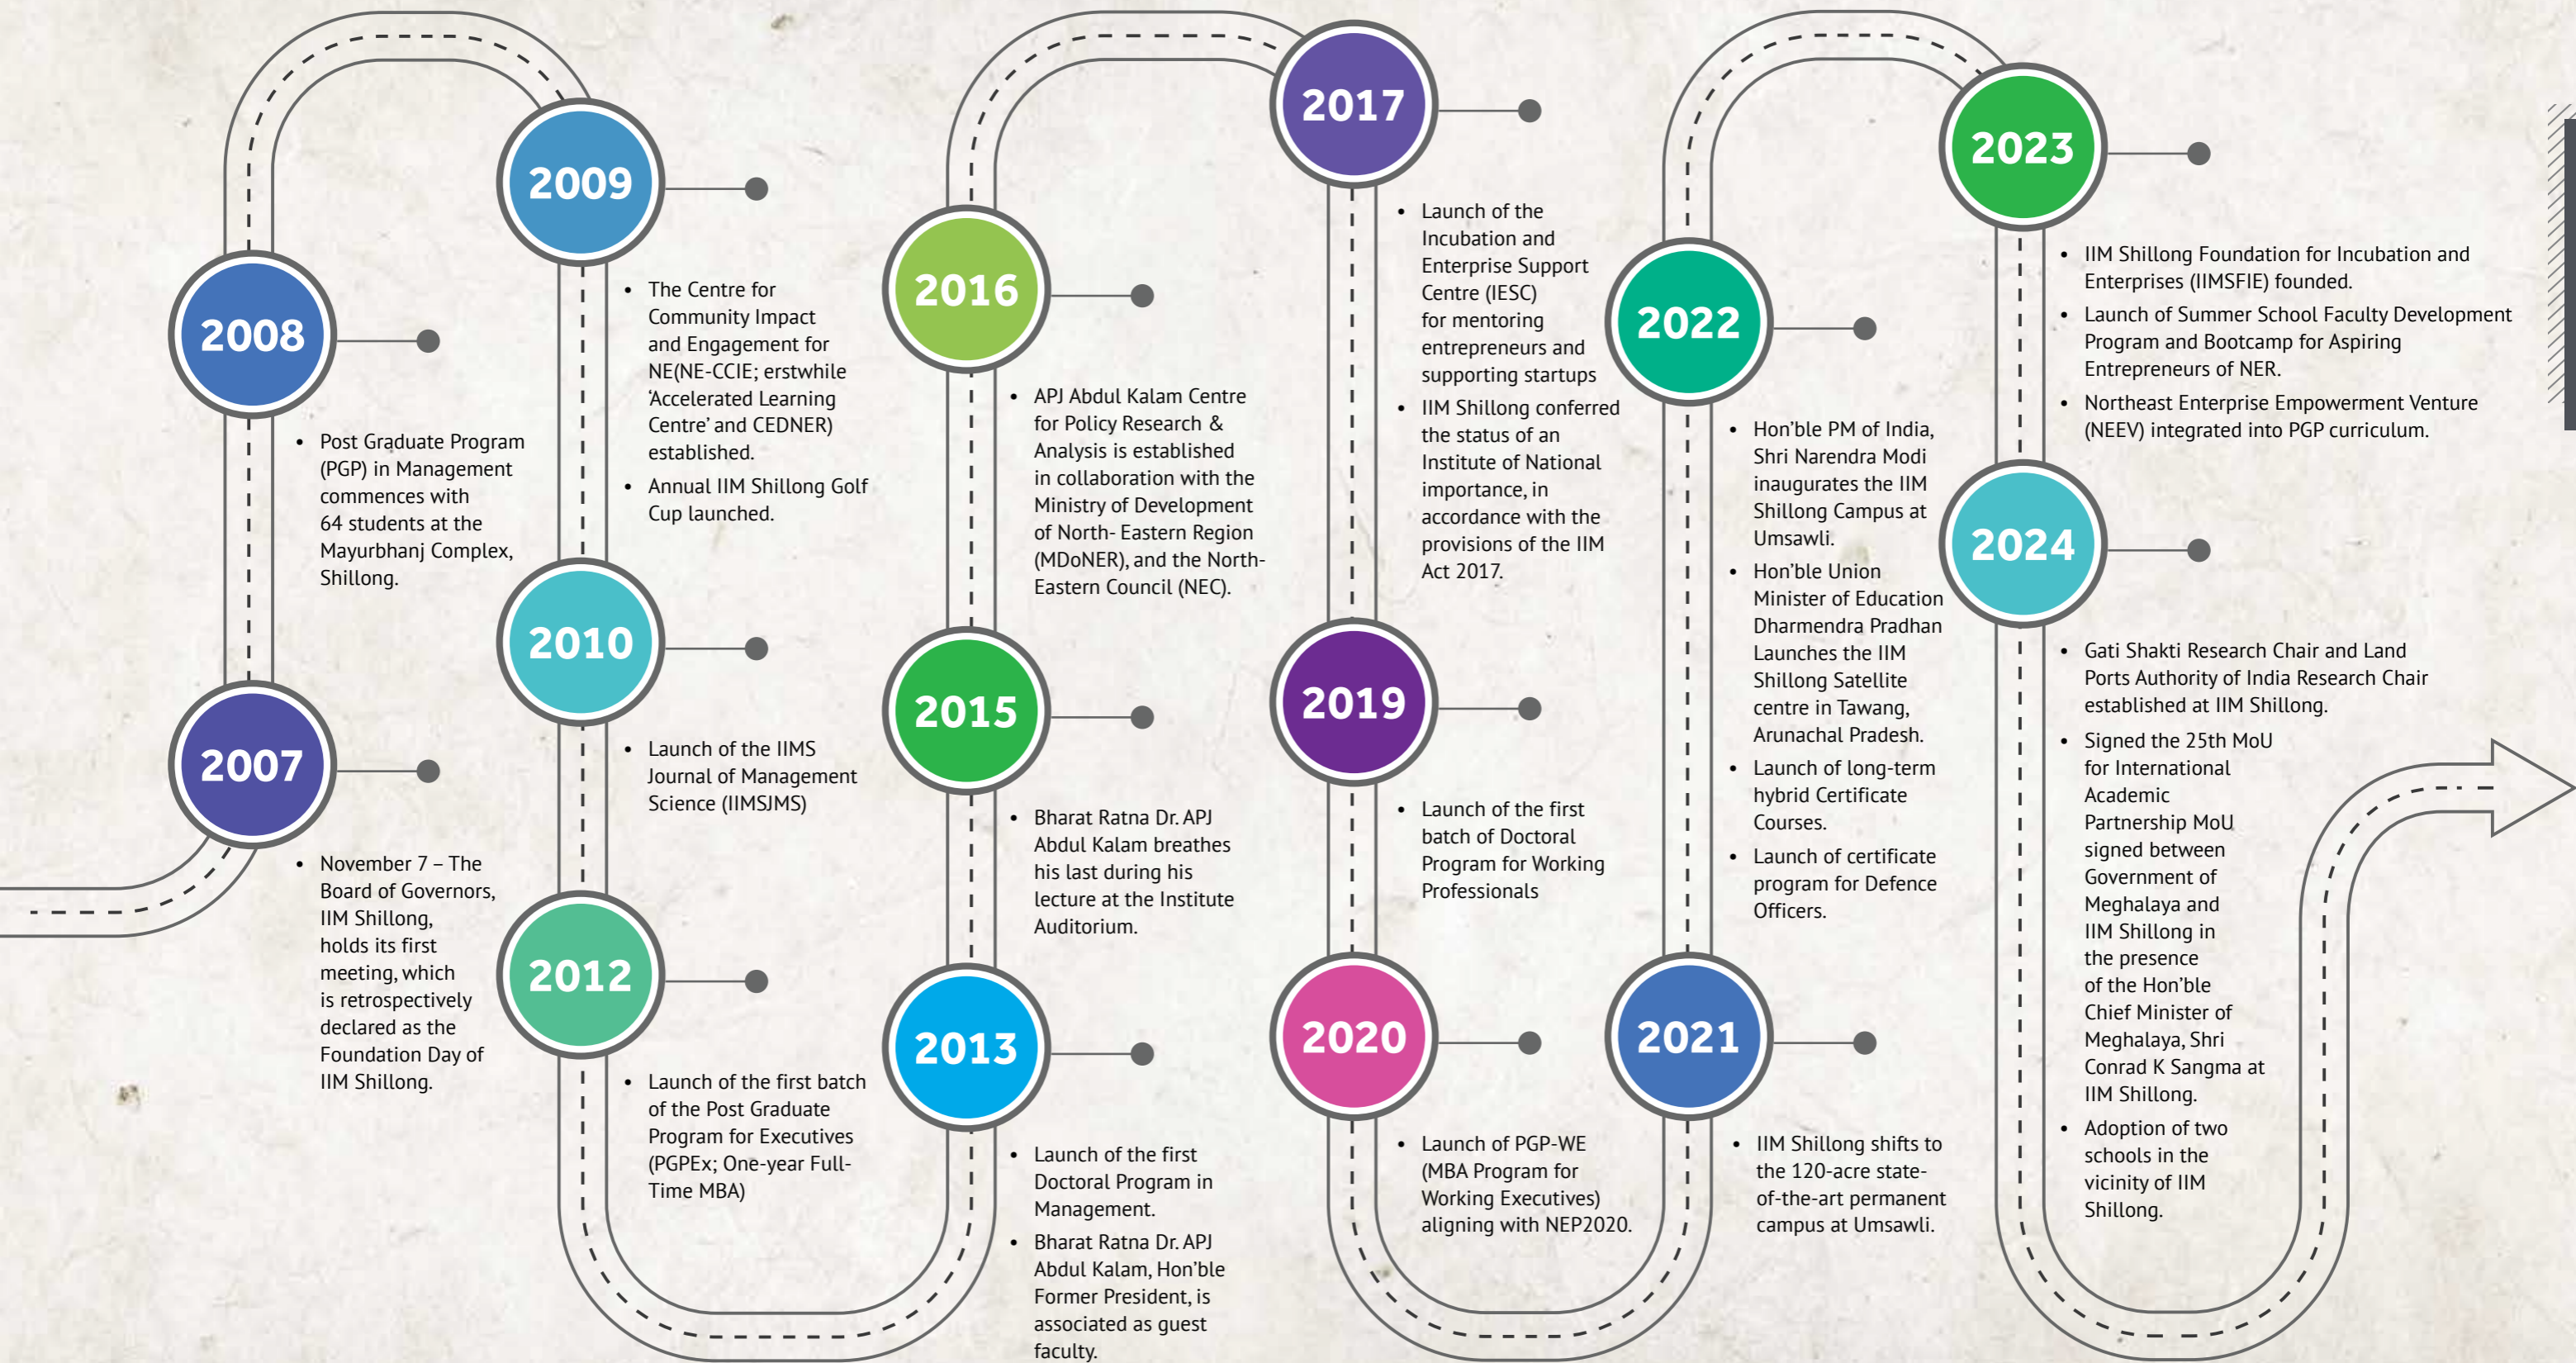 2007
• November 7 – The
Board of Governors,
IIM Shillong,
holds its first
meeting, which
is retrospectively
declared as the
Foundation Day of
IIM Shillong.
2008
• Post Graduate Program
(PGP) in Management
commences with
64 students at the
Mayurbhanj Complex,
Shillong.
2009
• The Centre for
Community Impact
and Engagement for
NE(NE-CCIE; erstwhile
‘Accelerated Learning
Centre’ and CEDNER)
established.
• Annual IIM Shillong Golf
Cup launched.
2010
• Launch of the IIMS
Journal of Management
Science (IIMSJMS)
2012
• Launch of the first batch
of the Post Graduate
Program for Executives
(PGPEx; One-year Full-
Time MBA)
2013
• Launch of the first
Doctoral Program in
Management.
• Bharat Ratna Dr. APJ
Abdul Kalam, Hon’ble
Former President, is
associated as guest
faculty.
2015
• Bharat Ratna Dr. APJ
Abdul Kalam breathes
his last during his
lecture at the Institute
Auditorium.
2016
• APJ Abdul Kalam Centre
for Policy Research &
Analysis is established
in collaboration with the
Ministry of Development
of North- Eastern Region
(MDoNER), and the North-
Eastern Council (NEC).
2017
• Launch of the
Incubation and
Enterprise Support
Centre (IESC)
for mentoring
entrepreneurs and
supporting startups
• IIM Shillong conferred
the status of an
Institute of National
importance, in
accordance with the
provisions of the IIM
Act 2017.
2019
• Launch of the first
batch of Doctoral
Program for Working
Professionals
2020
• Launch of PGP-WE
(MBA Program for
Working Executives)
aligning with NEP2020.
2021
• IIM Shillong shifts to
the 120-acre state-
of-the-art permanent
campus at Umsawli.
2022
• Hon’ble PM of India,
Shri Narendra Modi
inaugurates the IIM
Shillong Campus at
Umsawli.
• Hon’ble Union
Minister of Education
Dharmendra Pradhan
Launches the IIM
Shillong Satellite
centre in Tawang,
Arunachal Pradesh.
• Launch of long-term
hybrid Certificate
Courses.
• Launch of certificate
program for Defence
Officers.
2023
• IIM Shillong Foundation for Incubation and
Enterprises (IIMSFIE) founded.
• Launch of Summer School Faculty Development
Program and Bootcamp for Aspiring
Entrepreneurs of NER.
• Northeast Enterprise Empowerment Venture
(NEEV) integrated into PGP curriculum.
2024
• Gati Shakti Research Chair and Land
Ports Authority of India Research Chair
established at IIM Shillong.
• Signed the 25th MoU
for International
Academic
Partnership MoU
signed between
Government of
Meghalaya and
IIM Shillong in
the presence
of the Hon’ble
Chief Minister of
Meghalaya, Shri
Conrad K Sangma at
IIM Shillong.
• Adoption of two
schools in the
vicinity of IIM
Shillong.